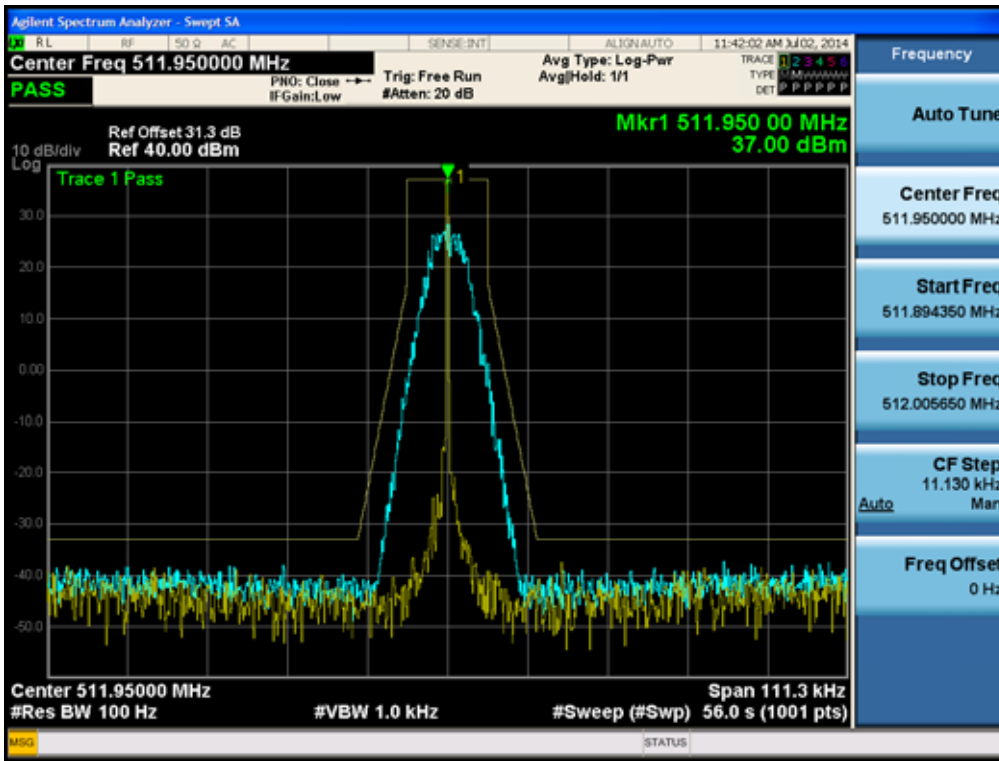 Agilent Spectrum Analyzer - Swept SA
RL RF 50 Ω AC SENSE:INT ALIGNAUTO 11:42:02 AM Jul 02, 2014
Center Freq 511.950000 MHz
PASS
PNO: Close
IFGain:Low
Trig: Free Run
#Atten: 20 dB
Avg Type: Log-Pwr
Avg|Hold: 1/1
TRACE 1 2 3 4 5 6
TYPE
DET P P P P P P
Ref Offset 31.3 dB
Ref 40.00 dBm
10 dB/div
Log
Mkr1 511.950 00 MHz
37.00 dBm
Trace 1 Pass
1
30.0
20.0
10.0
0.00
-10.0
-20.0
-30.0
-40.0
-50.0
Center 511.95000 MHz
#Res BW 100 Hz
#VBW 1.0 kHz
Span 111.3 kHz
#Sweep (#Swp) 56.0 s (1001 pts)
MSG
STATUS
Frequency
Auto Tune
Center Freq
511.950000 MHz
Start Freq
511.894350 MHz
Stop Freq
512.005650 MHz
CF Step
11.130 kHz
Auto Man
Freq Offset
0 Hz